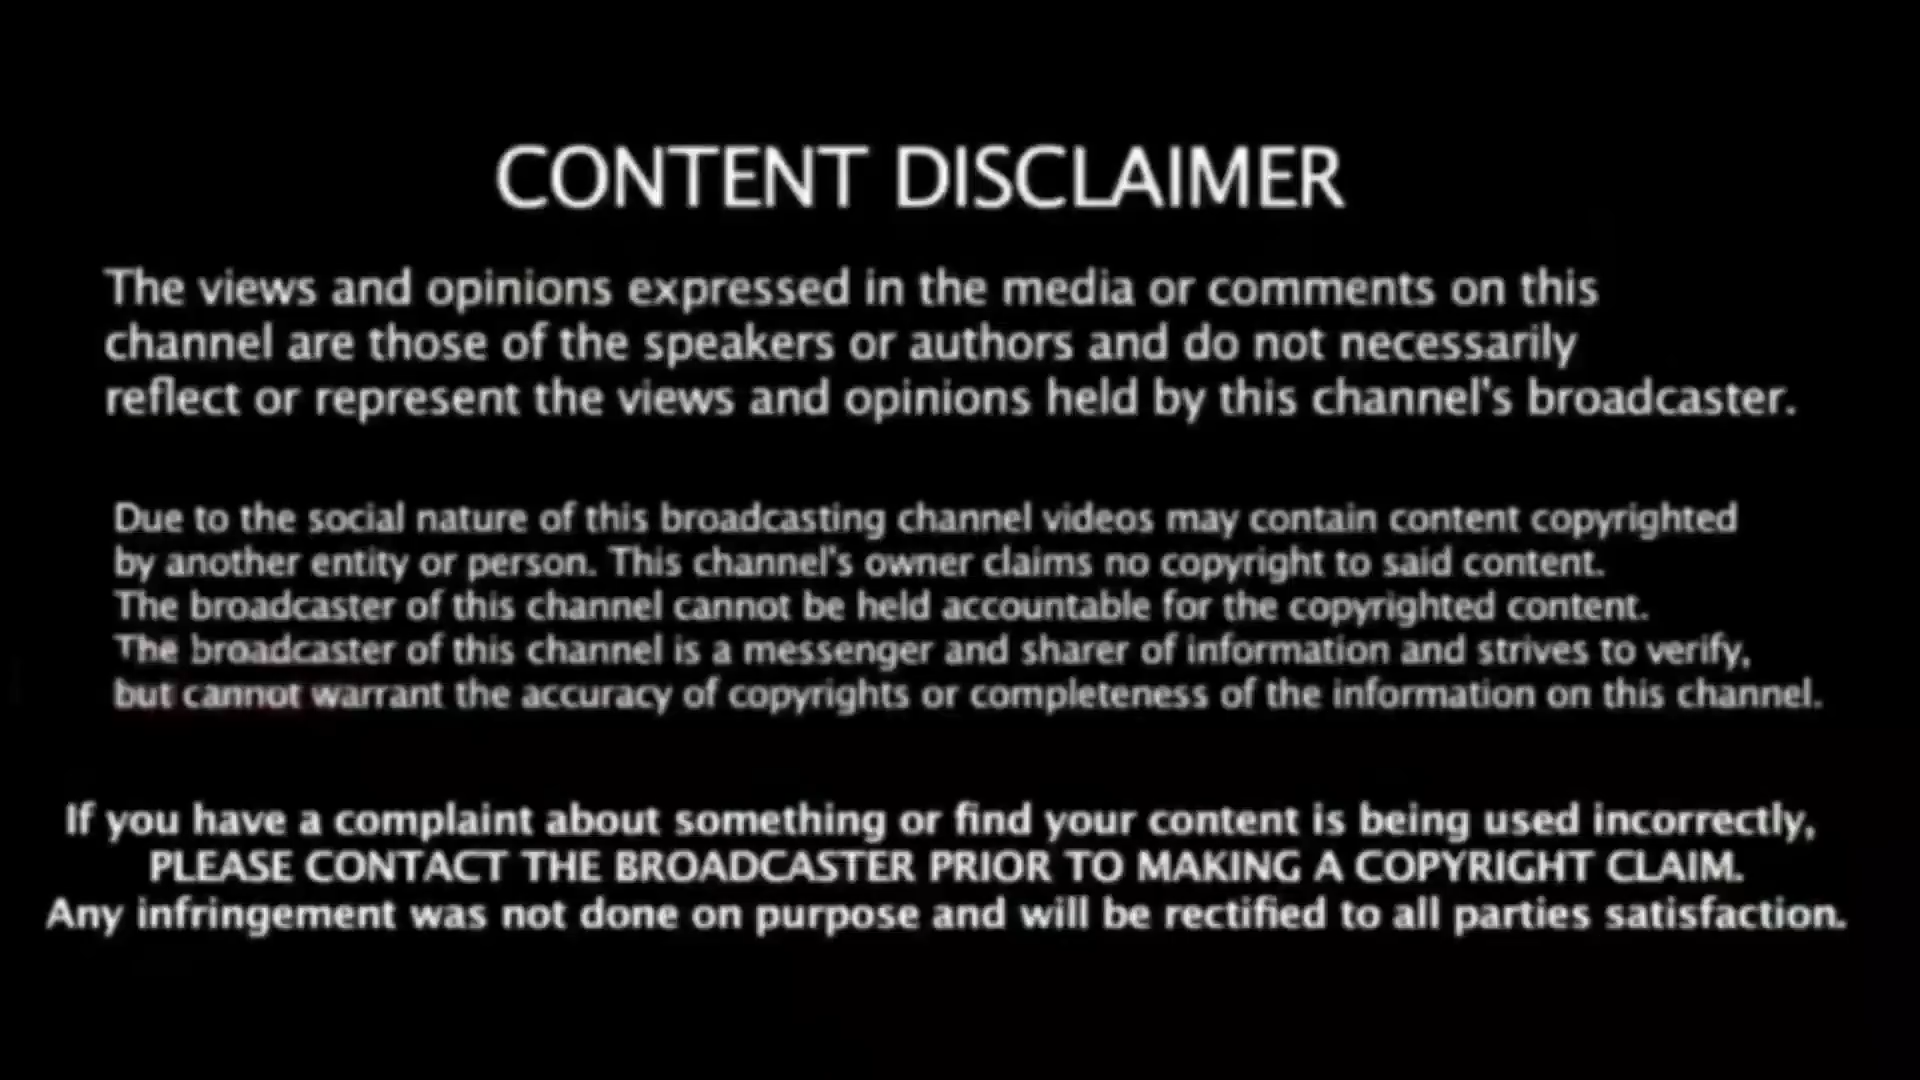 CONTENT DISCLAIMER
The views and opinions expressed in the media or comments on this
channel are those of the speakers or authors and do not necessarily
reflect or represent the views and opinions held by this channel's broadcaster.
Due to the social nature of this broadcasting channel videos may contain content copyrighted
by another entity or person. This channel's owner claims no copyright to said content.
The broadcaster of this channel cannot be held accountable for the copyrighted content.
The broadcaster of this channel is a messenger and sharer of information and strives to verify,
but cannot warrant the accuracy of copyrights or completeness of the information on this channel.
If you have a complaint about something or find your content is being used incorrectly,
PLEASE CONTACT THE BROADCASTER PRIOR TO MAKING A COPYRIGHT CLAIM.
Any infringement was not done on purpose and will be rectified to all parties satisfaction.